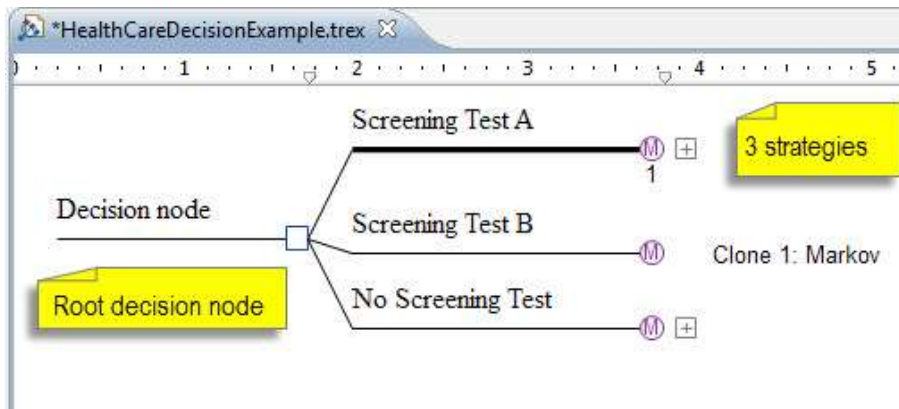 *HealthCareDecisionExample.trex
1 2 3 4 5
Screening Test A
M
1
3 strategies
Decision node
Screening Test B
M
Clone 1: Markov
Root decision node
No Screening Test
M